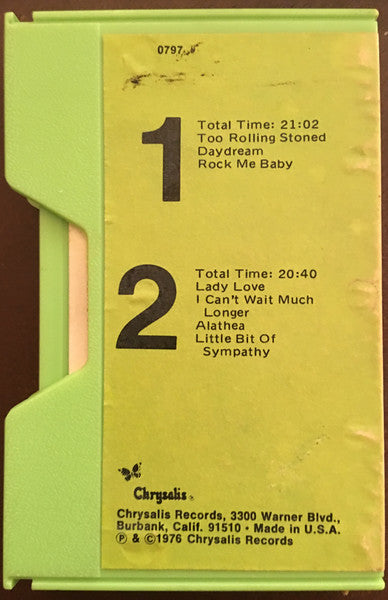 0797
1
Total Time: 21:02
Too Rolling Stoned
Daydream
Rock Me Baby
2
Total Time: 20:40
Lady Love
I Can't Wait Much
Longer
Alathea
Little Bit Of
Sympathy
Chrysalis
Chrysalis Records, 3300 Warner Blvd.,
Burbank, Calif. 91510 • Made in U.S.A.
Ⓟ & ©1976 Chrysalis Records